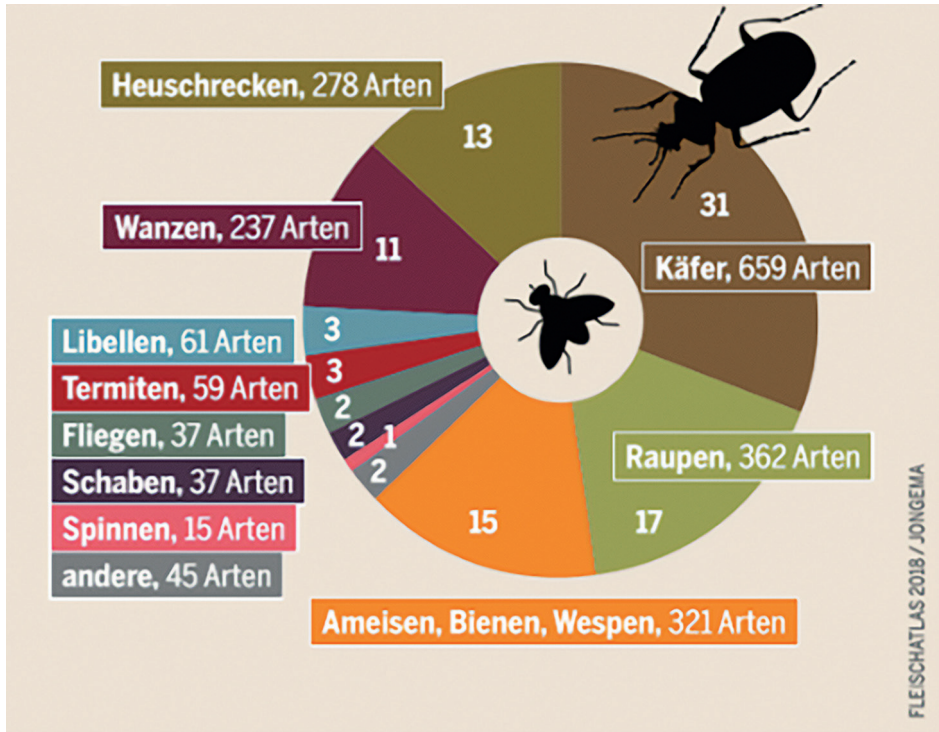 Heuschrecken, 278 Arten
13
31
Wanzen, 237 Arten
11
Käfer, 659 Arten
Libellen, 61 Arten
3
Termiten, 59 Arten
3
Fliegen, 37 Arten
2
Schaben, 37 Arten
2
1
Spinnen, 15 Arten
2
andere, 45 Arten
Raupen, 362 Arten
17
15
Ameisen, Bienen, Wespen, 321 Arten
FLEISCHATLAS 2018 / JONGEMA